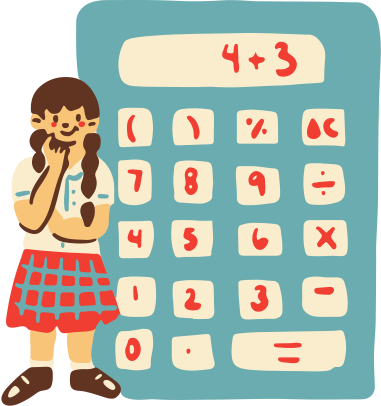 4+3
( ) % AC
7 8 9 ÷
4 5 6 ×
1 2 3 -
0 . =